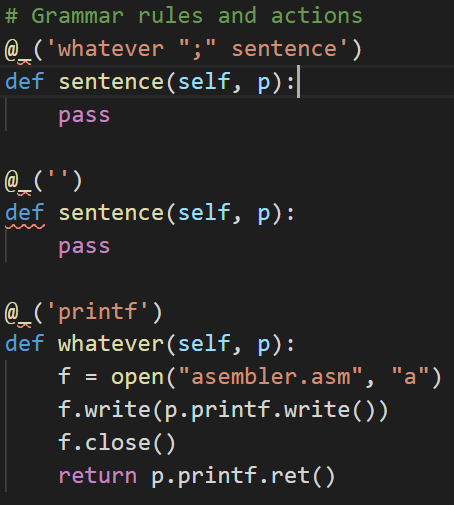 # Grammar rules and actions
@_('whatever ";" sentence')
def sentence(self, p):
    pass

@_('')
def sentence(self, p):
    pass

@_('printf')
def whatever(self, p):
    f = open("asembler.asm", "a")
    f.write(p.printf.write())
    f.close()
    return p.printf.ret()